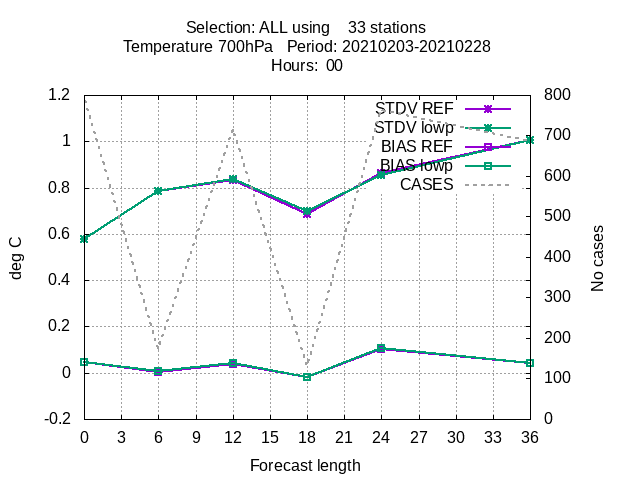 Selection: ALL using 33 stations
Temperature 700hPa Period: 20210203-20210228
Hours: 00
1.2
1
0.8
0.6
0.4
0.2
0
-0.2
deg C
STDV REF
STDV lowp
BIAS REF
BIAS lowp
CASES
800
700
600
500
400
300
200
100
0
No cases
0 3 6 9 12 15 18 21 24 27 30 33 36
Forecast length